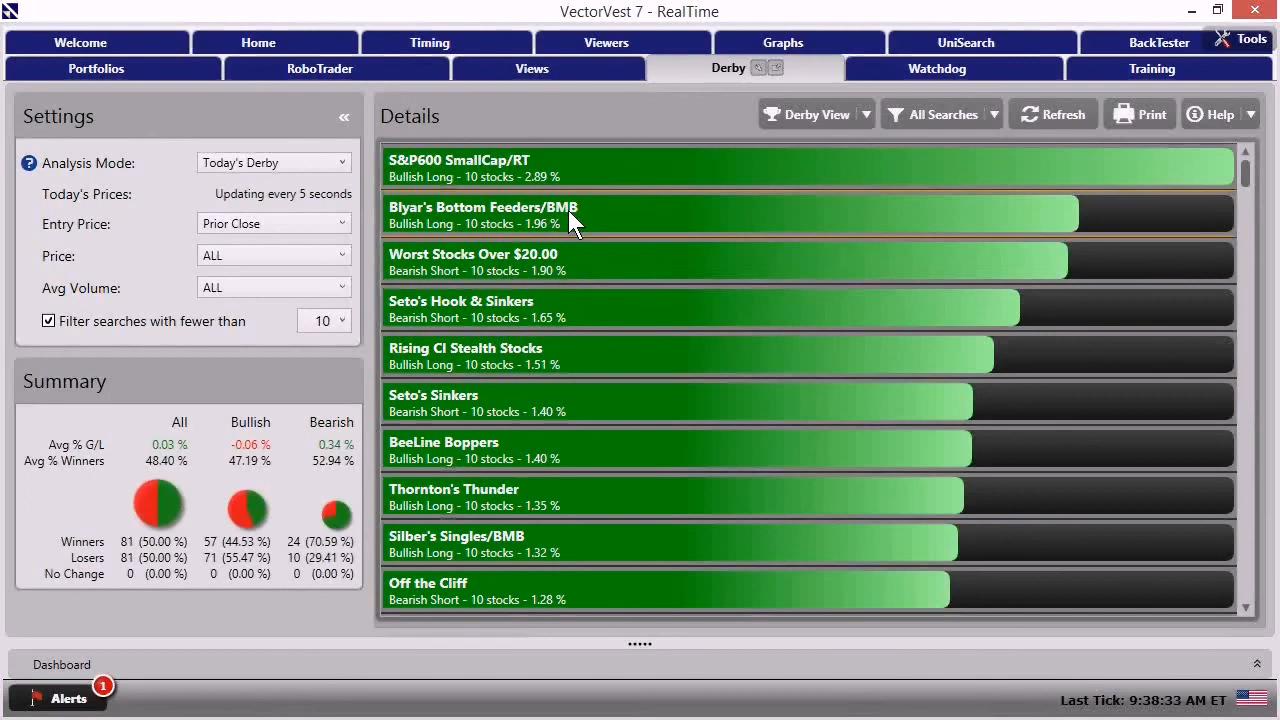 VectorVest 7 - RealTime
Welcome Home Timing Viewers Graphs UniSearch BackTester Tools
Portfolios RoboTrader Views Derby Watchdog Training
Settings «
? Analysis Mode: Today's Derby
Today's Prices: Updating every 5 seconds
Entry Price: Prior Close
Price: ALL
Avg Volume: ALL
Filter searches with fewer than 10
Summary
All Bullish Bearish
Avg % G/L 0.03 % -0.06 % 0.34 %
Avg % Winners 48.40 % 47.19 % 52.94 %
Winners 81 (50.00 %) 57 (44.53 %) 24 (70.59 %)
Losers 81 (50.00 %) 71 (55.47 %) 10 (29.41 %)
No Change 0 (0.00 %) 0 (0.00 %) 0 (0.00 %)
Details Derby View All Searches Refresh Print Help
S&P600 SmallCap/RT
Bullish Long - 10 stocks - 2.89 %
Blyar's Bottom Feeders/BMB
Bullish Long - 10 stocks - 1.96 %
Worst Stocks Over $20.00
Bearish Short - 10 stocks - 1.90 %
Seto's Hook & Sinkers
Bearish Short - 10 stocks - 1.65 %
Rising CI Stealth Stocks
Bullish Long - 10 stocks - 1.51 %
Seto's Sinkers
Bearish Short - 10 stocks - 1.40 %
BeeLine Boppers
Bullish Long - 10 stocks - 1.40 %
Thornton's Thunder
Bullish Long - 10 stocks - 1.35 %
Silber's Singles/BMB
Bullish Long - 10 stocks - 1.32 %
Off the Cliff
Bearish Short - 10 stocks - 1.28 %
Dashboard
Alerts 1
Last Tick: 9:38:33 AM ET